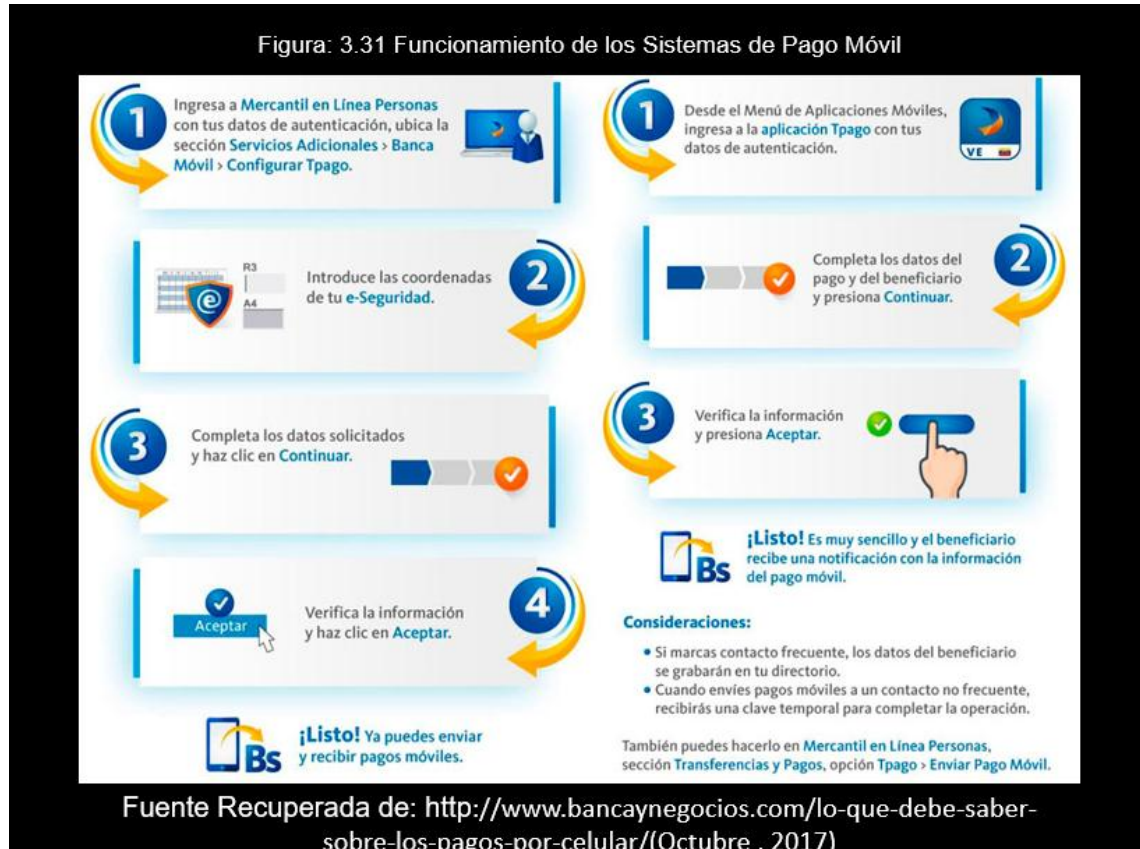 Figura: 3.31 Funcionamiento de los Sistemas de Pago Móvil
1
Ingresa a Mercantil en Línea Personas
con tus datos de autenticación, ubica la
sección Servicios Adicionales › Banca
Móvil › Configurar Tpago.
R3
A4
e
Introduce las coordenadas
de tu e-Seguridad.
2
3
Completa los datos solicitados
y haz clic en Continuar.
Aceptar
Verifica la información
y haz clic en Aceptar.
4
Bs
¡Listo! Ya puedes enviar
y recibir pagos móviles.
1
Desde el Menú de Aplicaciones Móviles,
ingresa a la aplicación Tpago con tus
datos de autenticación.
VE
Completa los datos del
pago y del beneficiario
y presiona Continuar.
2
3
Verifica la información
y presiona Aceptar.
Bs
¡Listo! Es muy sencillo y el beneficiario
recibe una notificación con la información
del pago móvil.
Consideraciones:
• Si marcas contacto frecuente, los datos del beneficiario
se grabarán en tu directorio.
• Cuando envíes pagos móviles a un contacto no frecuente,
recibirás una clave temporal para completar la operación.
También puedes hacerlo en Mercantil en Línea Personas,
sección Transferencias y Pagos, opción Tpago › Enviar Pago Móvil.
Fuente Recuperada de: http://www.bancaynegocios.com/lo-que-debe-saber-
sobre-los-pagos-por-celular/(Octubre , 2017)